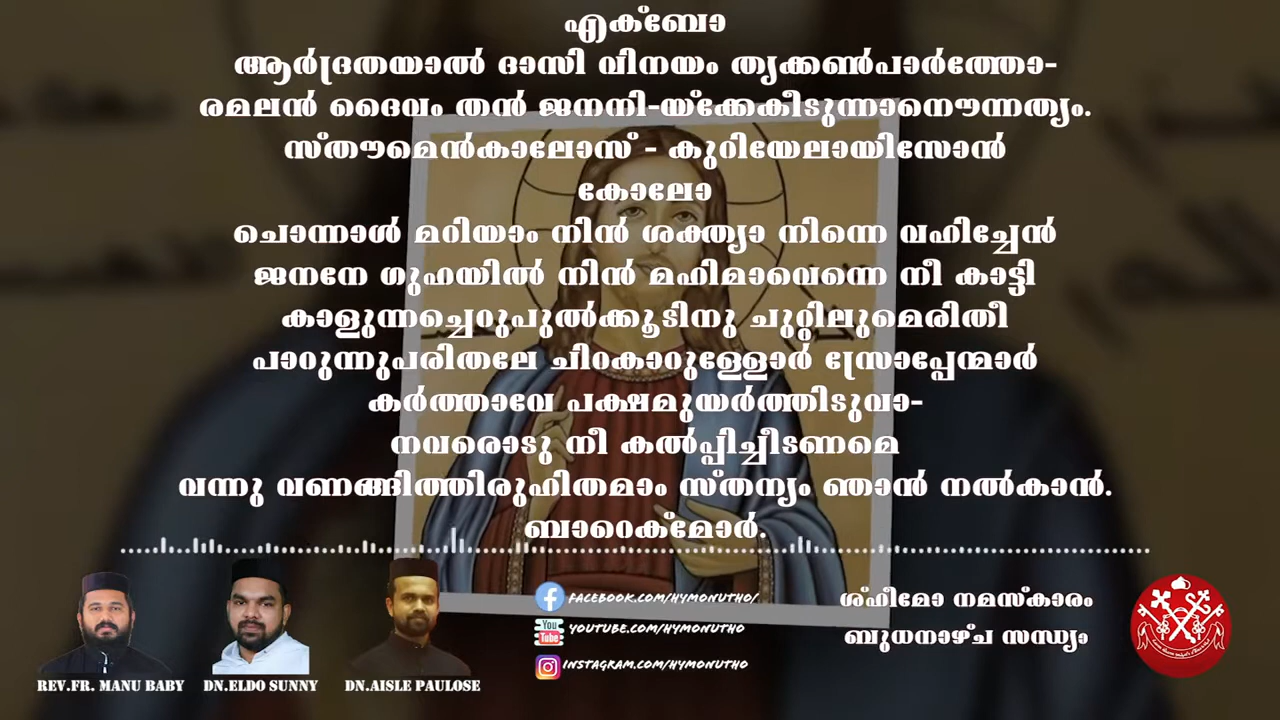 എക്ബോ
ആർദ്രതയാൽ ദാസി വിനയം തൃക്കൺപാർത്തോ-
രമലൻ ദൈവം തൻ ജനനി-യ്ക്കേകീടുന്നാനൌന്നത്യം.
സ്തൗമെൻകാലോസ് - കുറിയേലായിസോൻ
കോലോ
ചൊന്നാൾ മറിയാം നിൻ ശക്ത്യാ നിന്നെ വഹിച്ചേൻ
ജനനേ ഗുഹയിൽ നിൻ മഹിമാവെന്നെ നീ കാട്ടി
കാളുന്നച്ചെറുപുൽക്കൂടിനു ചുറ്റിലുമെരിതീ
പാറുന്നുപരിതലേ ചിറകാറുള്ളോർ സ്രോപ്പേന്മാർ
കർത്താവേ പക്ഷമുയർത്തിടുവാ-
നവരൊടു നീ കൽപ്പിച്ചീടണമെ
വന്നു വണങ്ങിത്തിരുഹിതമാം സ്തന്യം ഞാൻ നൽകാൻ.
ബാറെക്മോർ.
FACEBOOK.COM/HYMONUTHO/
YOUTUBE.COM/HYMONUTHO
INSTAGRAM.COM/HYMONUTHO
ശ്ഹീമോ നമസ്കാരം
ബുധനാഴ്ച സന്ധ്യാ
REV.FR. MANU BABY
DN.ELDO SUNNY
DN.AISLE PAULOSE